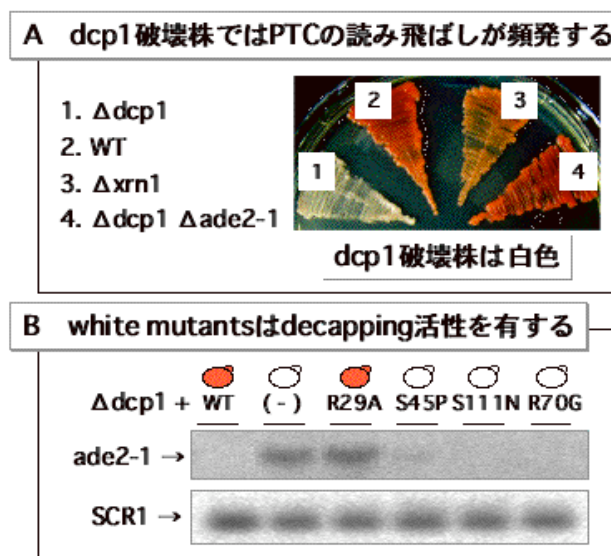 A dcp1破壊株ではPTCの読み飛ばしが頻発する
1. Δdcp1
2. WT
3. Δxrn1
4. Δdcp1 Δade2-1
1
2
3
4
dcp1破壊株は白色
B white mutantsはdecapping活性を有する
Δdcp1 + WT (-) R29A S45P S111N R70G
ade2-1 →
SCR1 →